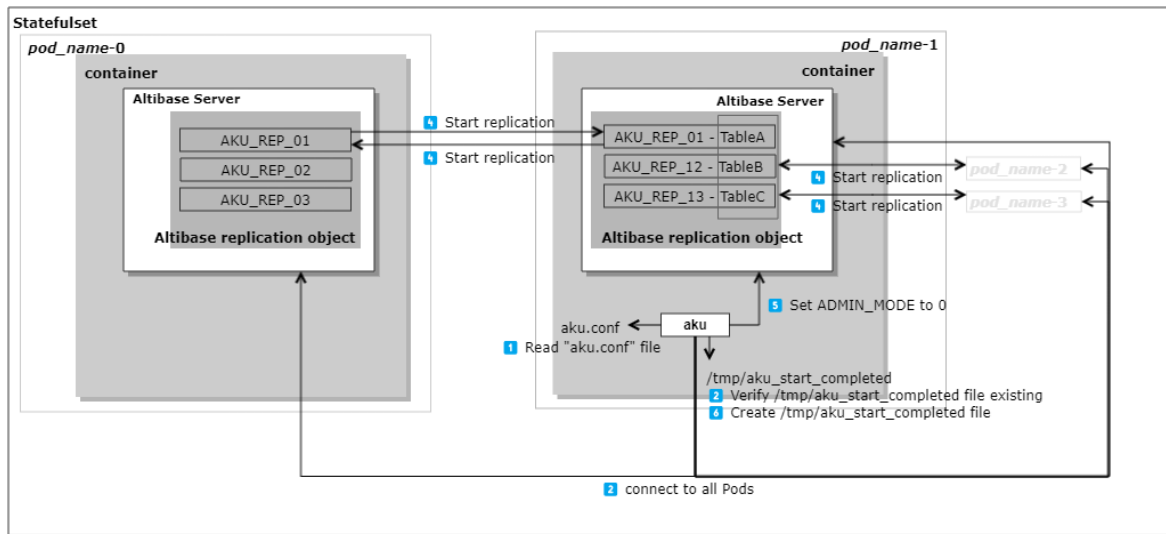 Statefulset
pod_name-0
container
Altibase Server
AKU_REP_01
AKU_REP_02
AKU_REP_03
Altibase replication object
4 Start replication
4 Start replication
pod_name-1
container
Altibase Server
AKU_REP_01 - TableA
AKU_REP_12 - TableB
AKU_REP_13 - TableC
Altibase replication object
4 Start replication
4 Start replication
pod_name-2
pod_name-3
5 Set ADMIN_MODE to 0
aku.conf
aku
1 Read "aku.conf" file
/tmp/aku_start_completed
2 Verify /tmp/aku_start_completed file existing
6 Create /tmp/aku_start_completed file
2 connect to all Pods